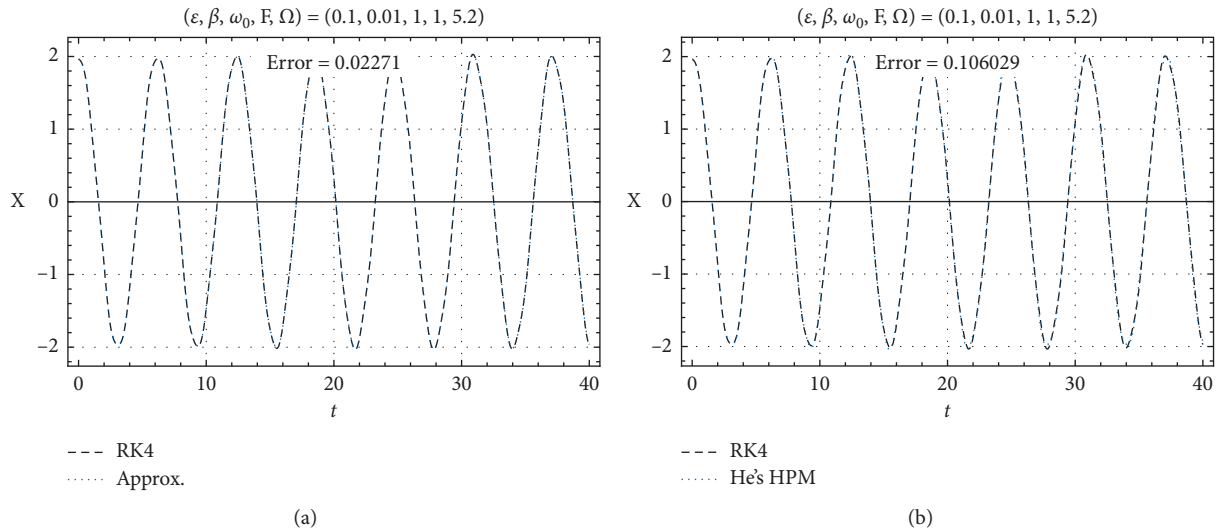 (ε, β, ω₀, F, Ω) = (0.1, 0.01, 1, 1, 5.2)
Error = 0.02271
2
1
0
−1
−2
X
0
10
20
30
40
t
RK4
Approx.
(a)
(ε, β, ω₀, F, Ω) = (0.1, 0.01, 1, 1, 5.2)
Error = 0.106029
2
1
0
−1
−2
X
0
10
20
30
40
t
RK4
He's HPM
(b)